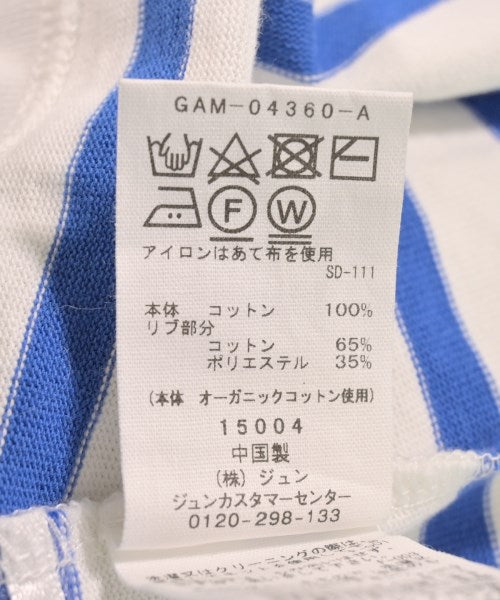 GAM-04360-A
F W
アイロンはあて布を使用
SD-111
本体 コットン 100%
リブ部分
コットン 65%
ポリエステル 35%
(本体 オーガニックコットン使用)
15004
中国製
(株) ジュン
ジュンカスタマーセンター
0120-298-133